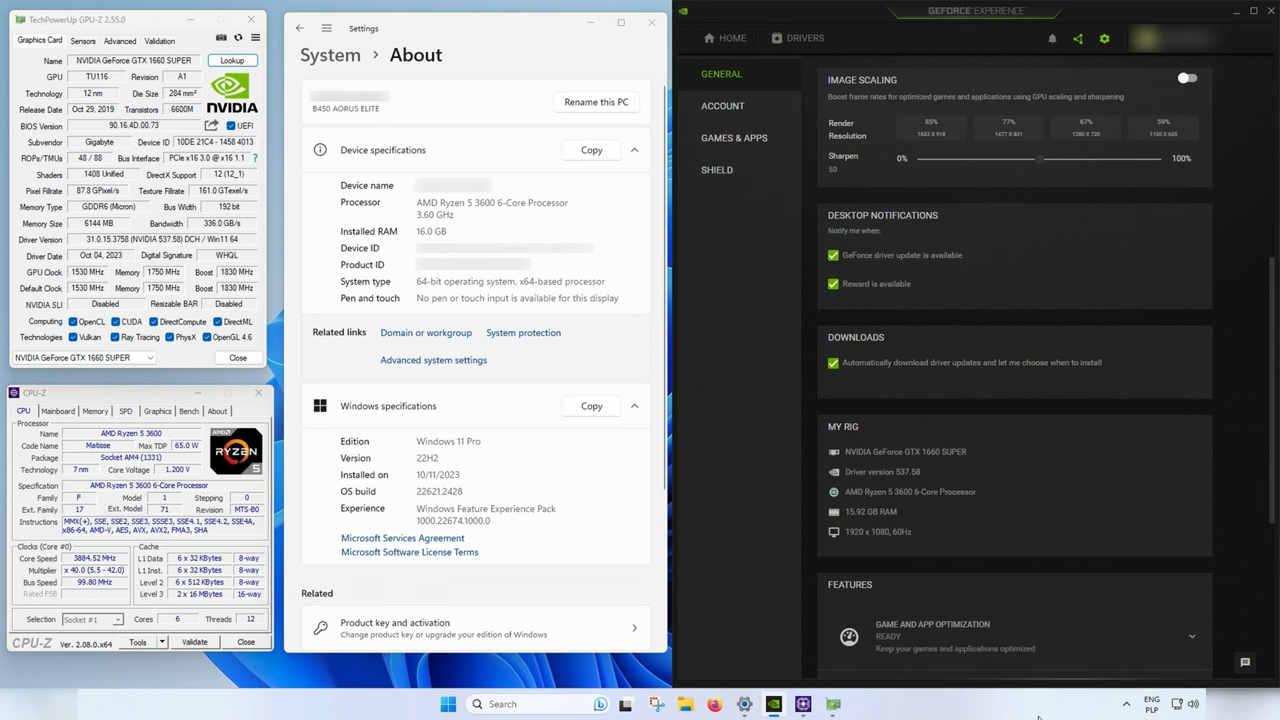 TechPowerUp GPU-Z 2.55.0
Graphics Card Sensors Advanced Validation
Name NVIDIA GeForce GTX 1660 SUPER Lookup
GPU TU116 Revision A1
Technology 12 nm Die Size 284 mm²
Release Date Oct 29, 2019 Transistors 6600M
NVIDIA
BIOS Version 90.16.4D.00.73 UEFI
Subvendor Gigabyte Device ID 10DE 21C4 - 1458 4013
ROPs/TMUs 48 / 88 Bus Interface PCIe x16 3.0 @ x16 1.1 ?
Shaders 1408 Unified DirectX Support 12 (12_1)
Pixel Fillrate 87.8 GPixel/s Texture Fillrate 161.0 GTexel/s
Memory Type GDDR6 (Micron) Bus Width 192 bit
Memory Size 6144 MB Bandwidth 336.0 GB/s
Driver Version 31.0.15.3758 (NVIDIA 537.58) DCH / Win11 64
Driver Date Oct 04, 2023 Digital Signature WHQL
GPU Clock 1530 MHz Memory 1750 MHz Boost 1830 MHz
Default Clock 1530 MHz Memory 1750 MHz Boost 1830 MHz
NVIDIA SLI Disabled Resizable BAR Disabled
Computing OpenCL CUDA DirectCompute DirectML
Technologies Vulkan Ray Tracing PhysX OpenGL 4.6
NVIDIA GeForce GTX 1660 SUPER Close
CPU-Z
CPU Mainboard Memory SPD Graphics Bench About
Processor
Name AMD Ryzen 5 3600
Code Name Matisse Max TDP 65.0 W
Package Socket AM4 (1331)
Technology 7 nm Core Voltage 1.200 V
AMD
RYZEN
5
Specification AMD Ryzen 5 3600 6-Core Processor
Family F Model 1 Stepping 0
Ext. Family 17 Ext. Model 71 Revision MTS-B0
Instructions MMX(+), SSE, SSE2, SSE3, SSSE3, SSE4.1, SSE4.2, SSE4A,
x86-64, AMD-V, AES, AVX, AVX2, FMA3, SHA
Clocks (Core #0) Cache
Core Speed 3884.52 MHz L1 Data 6 x 32 KBytes 8-way
Multiplier x 40.0 (5.5 - 42.0) L1 Inst. 6 x 32 KBytes 8-way
Bus Speed 99.80 MHz Level 2 6 x 512 KBytes 8-way
Rated FSB Level 3 2 x 16 MBytes 16-way
Selection Socket #1 Cores 6 Threads 12
CPU-Z Ver. 2.08.0.x64 Tools Validate Close
Settings
System > About
B450 AORUS ELITE
Rename this PC
Device specifications Copy
Device name
Processor AMD Ryzen 5 3600 6-Core Processor
3.60 GHz
Installed RAM 16.0 GB
Device ID
Product ID
System type 64-bit operating system, x64-based processor
Pen and touch No pen or touch input is available for this display
Related links Domain or workgroup System protection
Advanced system settings
Windows specifications Copy
Edition Windows 11 Pro
Version 22H2
Installed on 10/11/2023
OS build 22621.2428
Experience Windows Feature Experience Pack
1000.22674.1000.0
Microsoft Services Agreement
Microsoft Software License Terms
Related
Product key and activation
Change product key or upgrade your edition of Windows
GEFORCE EXPERIENCE
HOME DRIVERS
GENERAL
ACCOUNT
GAMES & APPS
SHIELD
IMAGE SCALING
Boost frame rates for optimized games and applications using GPU scaling and sharpening
Render
Resolution
85% 77% 67% 59%
1632 X 918 1477 X 831 1280 X 720 1130 X 635
Sharpen
50
0% 100%
DESKTOP NOTIFICATIONS
Notify me when:
GeForce driver update is available
Reward is available
DOWNLOADS
Automatically download driver updates and let me choose when to install
MY RIG
NVIDIA GeForce GTX 1660 SUPER
Driver version 537.58
AMD Ryzen 5 3600 6-Core Processor
15.92 GB RAM
1920 x 1080, 60Hz
FEATURES
GAME AND APP OPTIMIZATION
READY
Keep your games and applications optimized
Search
ENG
PLP